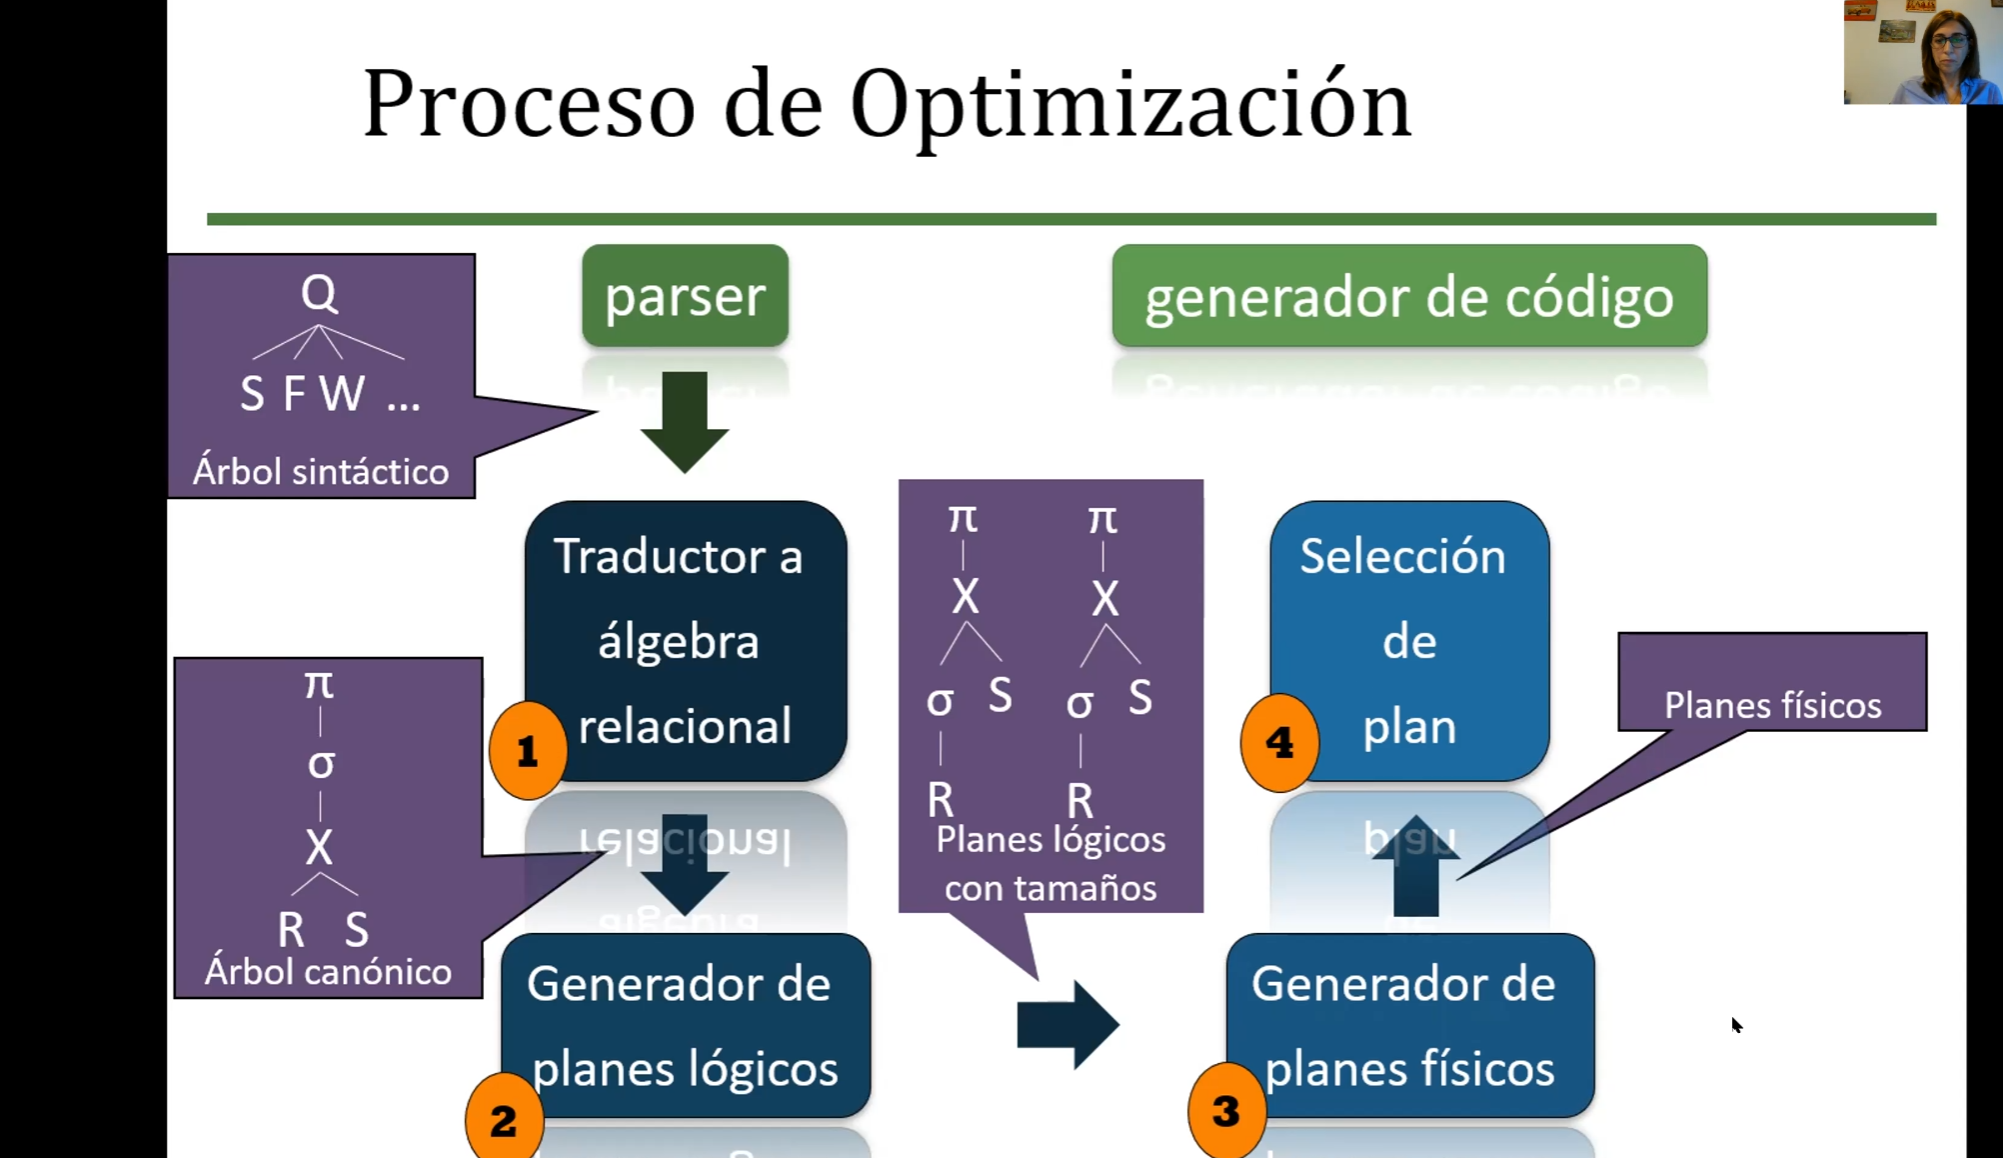 Proceso de Optimización
Q
S F W ...
Árbol sintáctico
parser
generador de código
Traductor a
álgebra
relacional
1
π
σ
X
R S
Árbol canónico
Generador de
planes lógicos
2
π π
X X
σ S σ S
R R
Planes lógicos
con tamaños
Selección
de
plan
4
Planes físicos
Generador de
planes físicos
3